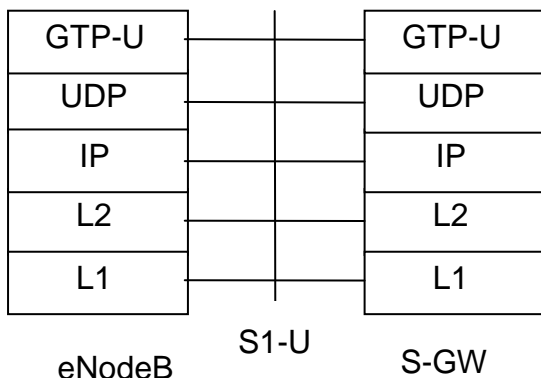 GTP-U GTP-U
UDP UDP
IP IP
L2 L2
L1 L1
eNodeB S1-U S-GW